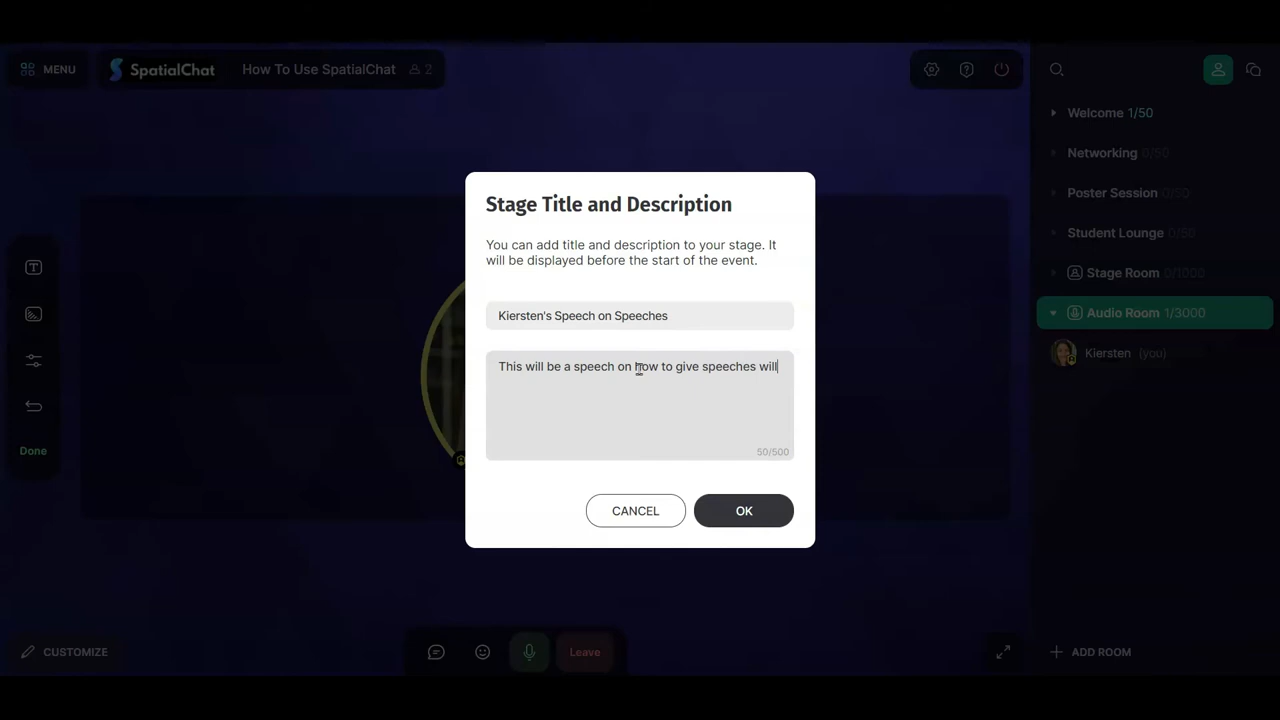 MENU
SpatialChat
How To Use SpatialChat
2
Welcome 1/50
Networking 0/50
Poster Session 0/50
Student Lounge 0/50
Stage Room 0/1000
Audio Room 1/3000
Kiersten (you)
Stage Title and Description
You can add title and description to your stage. It
will be displayed before the start of the event.
Kiersten's Speech on Speeches
This will be a speech on how to give speeches will
50/500
CANCEL
OK
Done
CUSTOMIZE
Leave
ADD ROOM